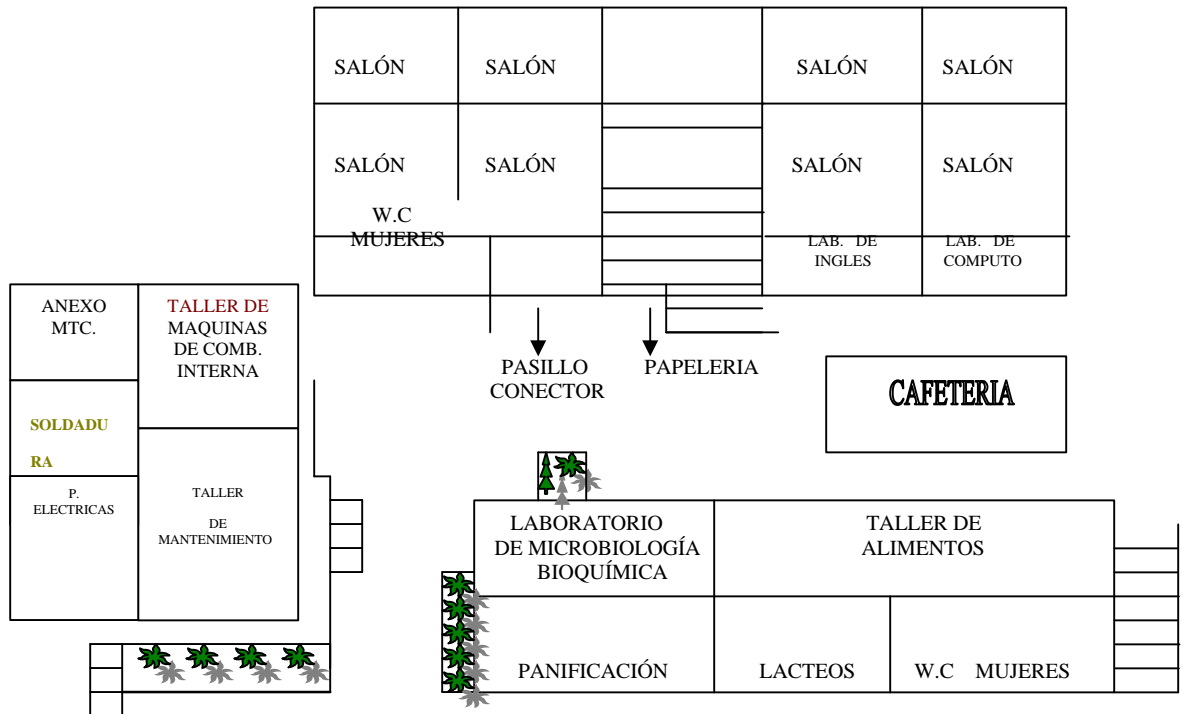 SALÓN SALÓN SALÓN SALÓN
SALÓN SALÓN SALÓN SALÓN
W.C
MUJERES
LAB. DE
INGLES
LAB. DE
COMPUTO
ANEXO
MTC.
TALLER DE
MAQUINAS
DE COMB.
INTERNA
PASILLO
CONECTOR
PAPELERIA
CAFETERIA
SOLDADU
RA
P.
ELECTRICAS
TALLER
DE
MANTENIMIENTO
LABORATORIO
DE MICROBIOLOGÍA
BIOQUÍMICA
TALLER DE
ALIMENTOS
PANIFICACIÓN
LACTEOS
W.C MUJERES